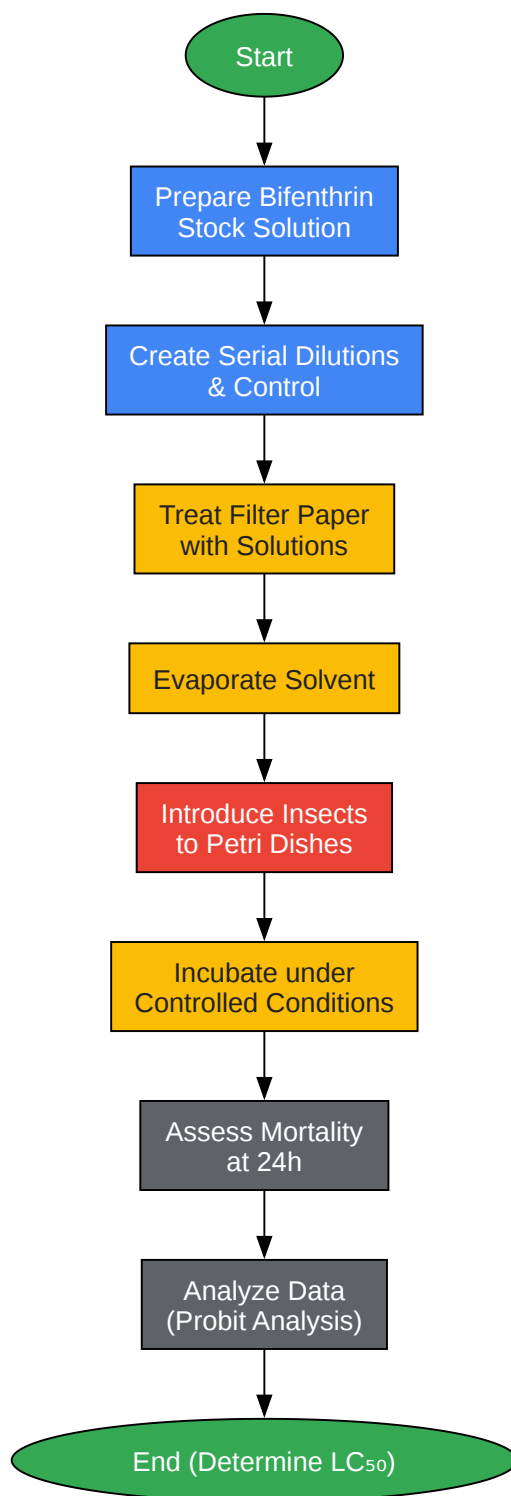 Start
Prepare Bifenthrin
Stock Solution
Create Serial Dilutions
& Control
Treat Filter Paper
with Solutions
Evaporate Solvent
Introduce Insects
to Petri Dishes
Incubate under
Controlled Conditions
Assess Mortality
at 24h
Analyze Data
(Probit Analysis)
End (Determine LC₅₀)